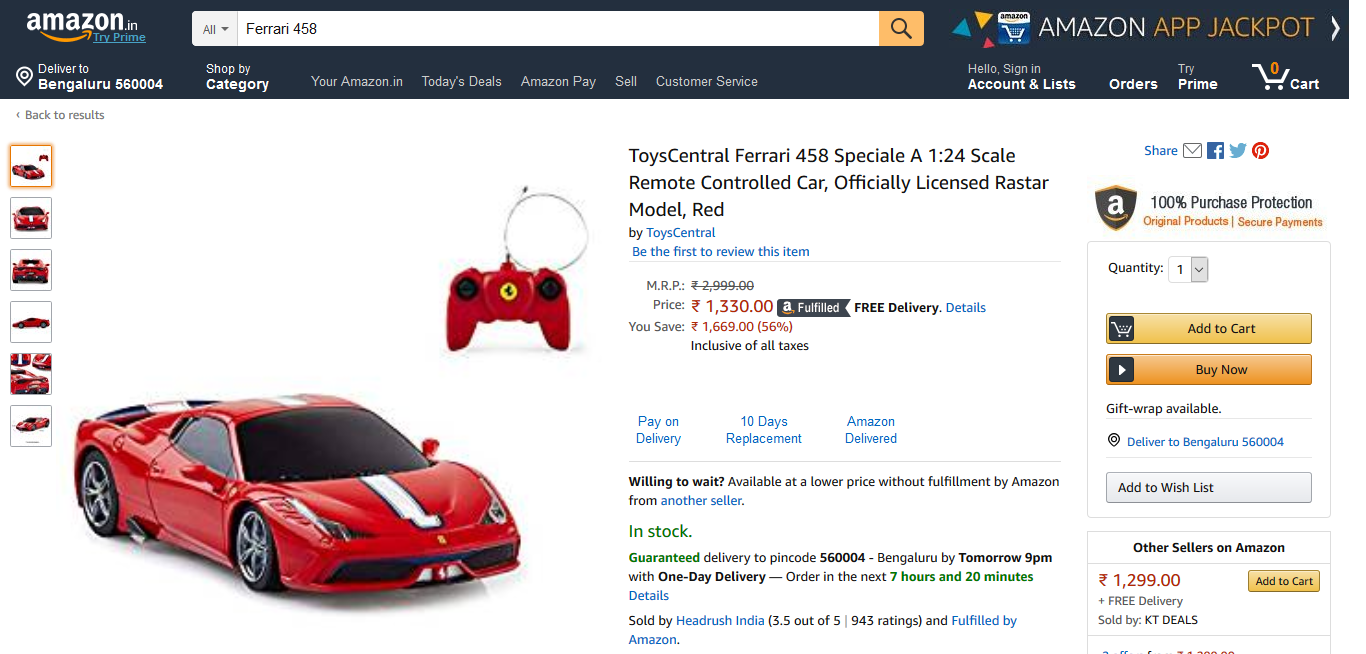 amazon.in
Try Prime
All
Ferrari 458
amazon
AMAZON APP JACKPOT
Deliver to
Bengaluru 560004
Shop by
Category
Your Amazon.in
Today's Deals
Amazon Pay
Sell
Customer Service
Hello, Sign in
Account & Lists
Orders
Try
Prime
0
Cart
‹ Back to results
ToysCentral Ferrari 458 Speciale A 1:24 Scale
Remote Controlled Car, Officially Licensed Rastar
Model, Red
by ToysCentral
Be the first to review this item
M.R.P.: ₹ 2,999.00
Price: ₹ 1,330.00 a Fulfilled FREE Delivery. Details
You Save: ₹ 1,669.00 (56%)
Inclusive of all taxes
Pay on
Delivery
10 Days
Replacement
Amazon
Delivered
Willing to wait? Available at a lower price without fulfillment by Amazon
from another seller.
In stock.
Guaranteed delivery to pincode 560004 - Bengaluru by Tomorrow 9pm
with One-Day Delivery — Order in the next 7 hours and 20 minutes
Details
Sold by Headrush India (3.5 out of 5 | 943 ratings) and Fulfilled by
Amazon.
Share
a
100% Purchase Protection
Original Products | Secure Payments
Quantity: 1
Add to Cart
Buy Now
Gift-wrap available.
Deliver to Bengaluru 560004
Add to Wish List
Other Sellers on Amazon
₹ 1,299.00
Add to Cart
+ FREE Delivery
Sold by: KT DEALS